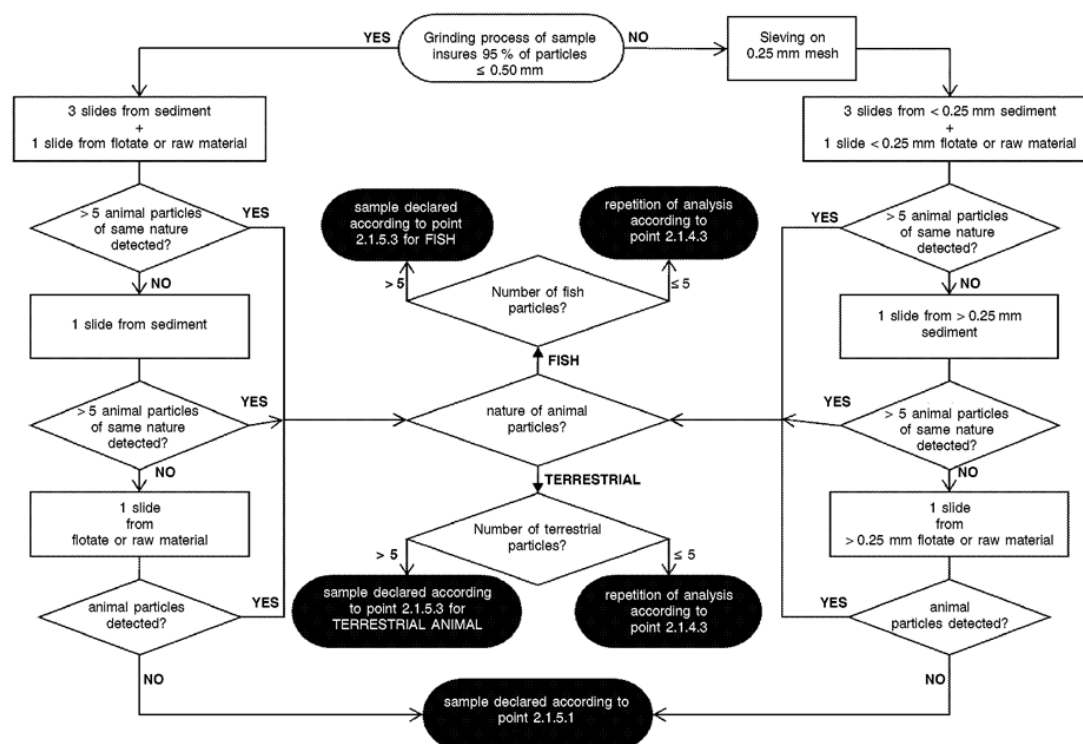 YES
Grinding process of sample
insures 95 % of particles
≤ 0.50 mm
NO
Sieving on
0.25 mm mesh
3 slides from sediment
+
1 slide from flotate or raw material
3 slides from < 0.25 mm sediment
+
1 slide < 0.25 mm flotate or raw material
> 5 animal particles
of same nature
detected?
YES
sample declared
according to point
2.1.5.3 for FISH
repetition of analysis
according to
point 2.1.4.3
YES
> 5 animal particles
of same nature
detected?
NO
> 5
Number of fish
particles?
≤ 5
NO
1 slide from sediment
1 slide from > 0.25 mm
sediment
FISH
> 5 animal particles
of same nature
detected?
YES
nature of animal
particles?
YES
> 5 animal particles
of same nature
detected?
NO
TERRESTRIAL
NO
1 slide
from
flotate or raw material
Number of terrestrial
particles?
1 slide
from
> 0.25 mm flotate or raw material
> 5
≤ 5
animal particles
detected?
YES
sample declared according
to point 2.1.5.3 for
TERRESTRIAL ANIMAL
repetition of analysis
according to
point 2.1.4.3
YES
animal
particles detected?
NO
sample declared according to
point 2.1.5.1
NO